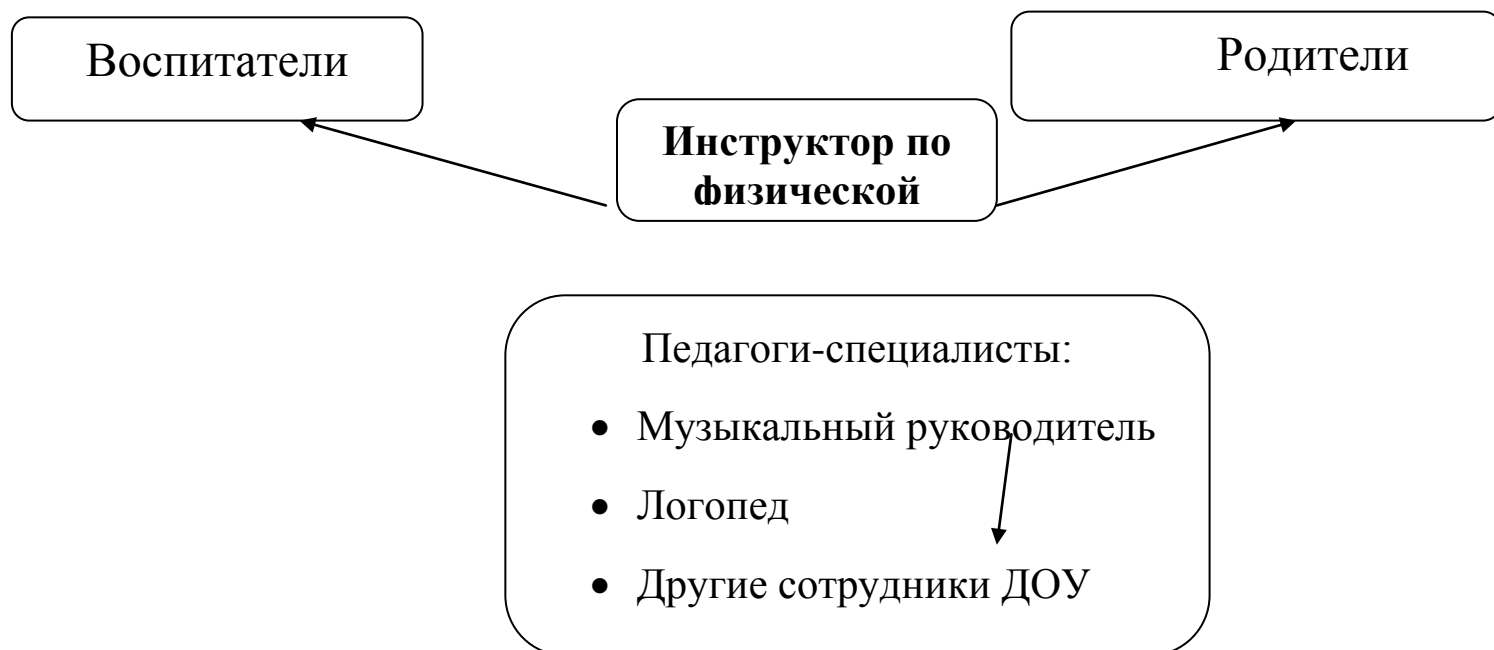 Воспитатели
Родители
Инструктор по
физической
Педагоги-специалисты:
• Музыкальный руководитель
• Логопед
• Другие сотрудники ДОУ